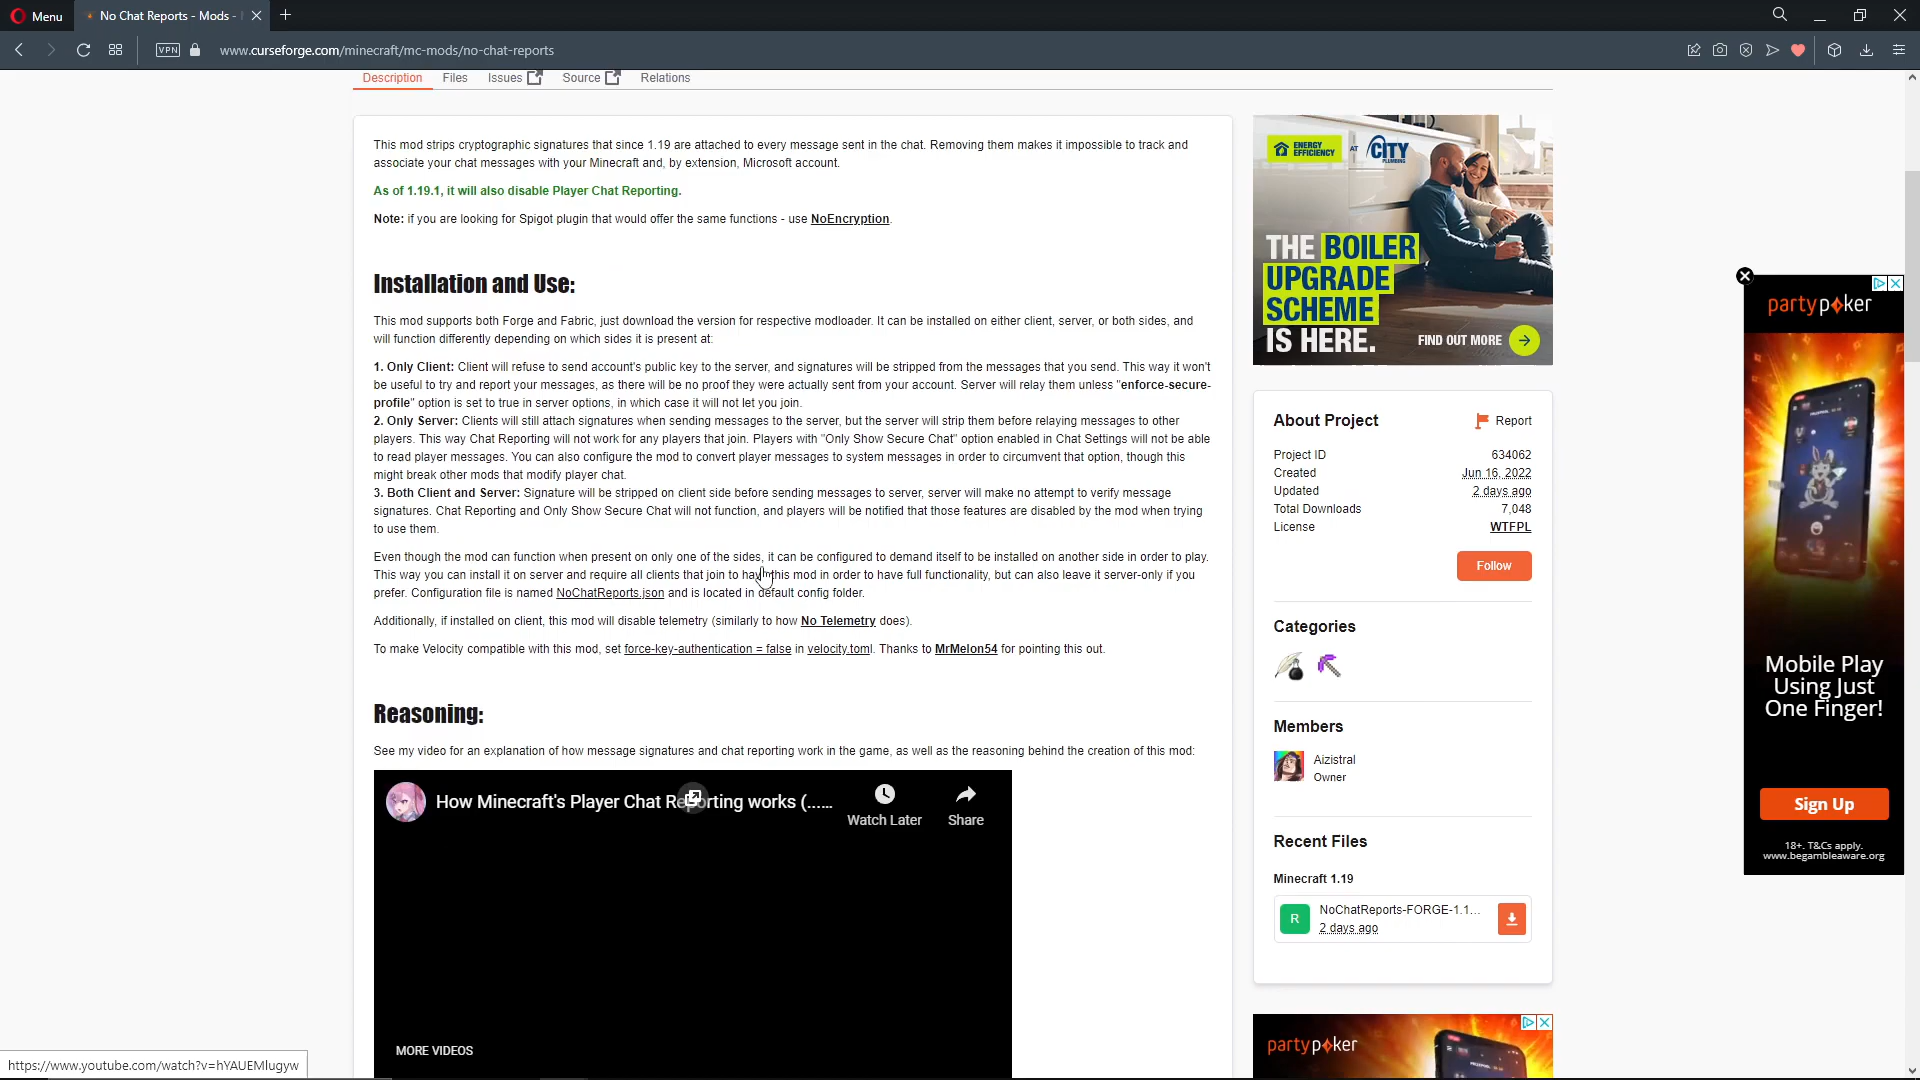 Menu
No Chat Reports - Mods -
VPN
www.curseforge.com/minecraft/mc-mods/no-chat-reports
Description
Files
Issues
Source
Relations
This mod strips cryptographic signatures that since 1.19 are attached to every message sent in the chat. Removing them makes it impossible to track and
associate your chat messages with your Minecraft and, by extension, Microsoft account.
As of 1.19.1, it will also disable Player Chat Reporting.
Note: if you are looking for Spigot plugin that would offer the same functions - use NoEncryption.
Installation and Use:
This mod supports both Forge and Fabric, just download the version for respective modloader. It can be installed on either client, server, or both sides, and
will function differently depending on which sides it is present at:
1. Only Client: Client will refuse to send account's public key to the server, and signatures will be stripped from the messages that you send. This way it won't
be useful to try and report your messages, as there will be no proof they were actually sent from your account. Server will relay them unless "enforce-secure-
profile" option is set to true in server options, in which case it will not let you join.
2. Only Server: Clients will still attach signatures when sending messages to the server, but the server will strip them before relaying messages to other
players. This way Chat Reporting will not work for any players that join. Players with "Only Show Secure Chat" option enabled in Chat Settings will not be able
to read player messages. You can also configure the mod to convert player messages to system messages in order to circumvent that option, though this
might break other mods that modify player chat.
3. Both Client and Server: Signature will be stripped on client side before sending messages to server, server will make no attempt to verify message
signatures. Chat Reporting and Only Show Secure Chat will not function, and players will be notified that those features are disabled by the mod when trying
to use them.
Even though the mod can function when present on only one of the sides, it can be configured to demand itself to be installed on another side in order to play.
This way you can install it on server and require all clients that join to have this mod in order to have full functionality, but can also leave it server-only if you
prefer. Configuration file is named NoChatReports.json and is located in default config folder.
Additionally, if installed on client, this mod will disable telemetry (similarly to how No Telemetry does).
To make Velocity compatible with this mod, set force-key-authentication = false in velocity.toml. Thanks to MrMelon54 for pointing this out.
Reasoning:
See my video for an explanation of how message signatures and chat reporting work in the game, as well as the reasoning behind the creation of this mod:
How Minecraft's Player Chat Reporting works (......
Watch Later
Share
MORE VIDEOS
https://www.youtube.com/watch?v=hYAUEMlugyw
ENERGY
EFFICIENCY
AT
CITY
PLUMBING
THE BOILER
UPGRADE
SCHEME
IS HERE.
FIND OUT MORE
About Project
Report
Project ID 634062
Created Jun 16, 2022
Updated 2 days ago
Total Downloads 7,048
License WTFPL
Follow
Categories
Members
Aizistral
Owner
Recent Files
Minecraft 1.19
R
NoChatReports-FORGE-1.1...
2 days ago
partypoker
partypoker
Mobile Play
Using Just
One Finger!
Sign Up
18+. T&Cs apply.
www.begambleaware.org